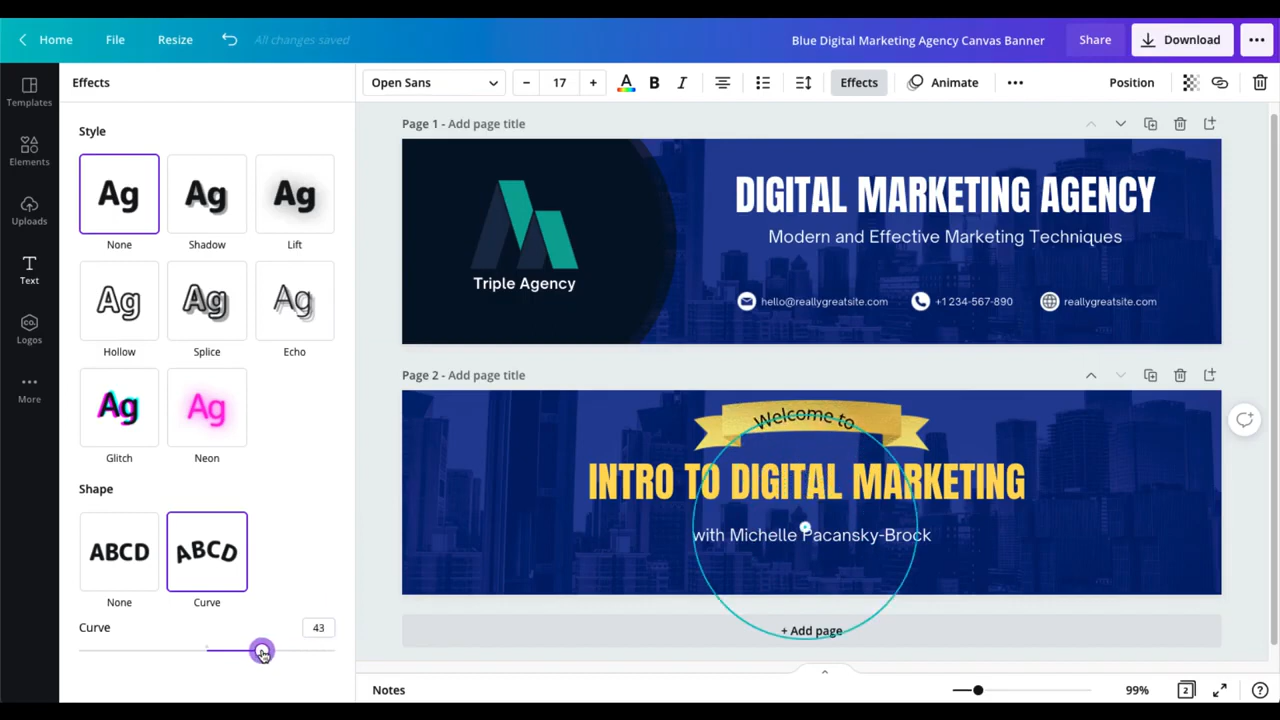 Home File Resize All changes saved Blue Digital Marketing Agency Canvas Banner Share Download
Templates
Elements
Uploads
Text
Logos
CO.
More
Effects
Style
Ag Ag Ag
None Shadow Lift
Ag Ag Ag
Hollow Splice Echo
Ag Ag
Glitch Neon
Shape
ABCD ABCD
None Curve
Curve 43
Open Sans 17 A B I Effects Animate Position
Page 1 - Add page title
Triple Agency
DIGITAL MARKETING AGENCY
Modern and Effective Marketing Techniques
hello@reallygreatsite.com +1 234-567-890 reallygreatsite.com
Page 2 - Add page title
Welcome to
INTRO TO DIGITAL MARKETING
with Michelle Pacansky-Brock
+ Add page
Notes 99% 2 ?